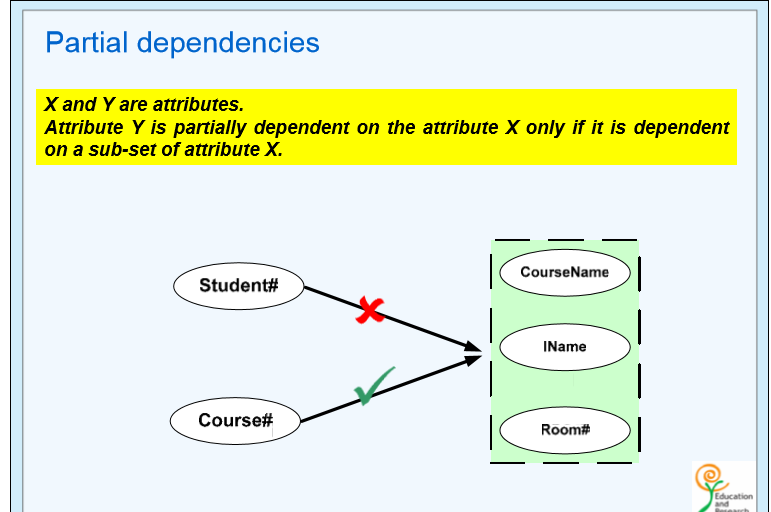 Partial dependencies
X and Y are attributes.
Attribute Y is partially dependent on the attribute X only if it is dependent
on a sub-set of attribute X.
CourseName
Student#
IName
Course#
Room#
Education
and
Research